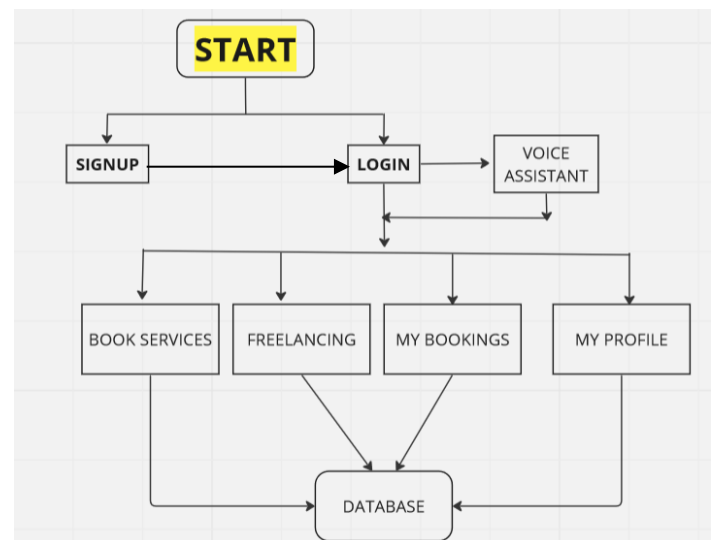 START
SIGNUP
LOGIN
VOICE
ASSISTANT
BOOK SERVICES
FREELANCING
MY BOOKINGS
MY PROFILE
DATABASE